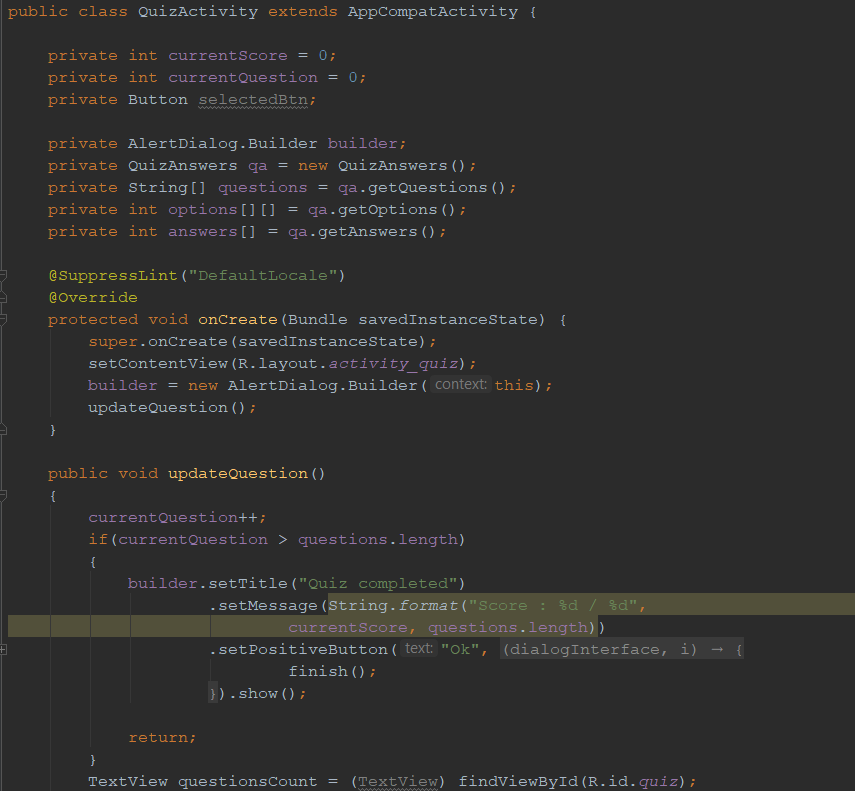 public class QuizActivity extends AppCompatActivity {
private int currentScore = 0;
private int currentQuestion = 0;
private Button selectedBtn;
private AlertDialog.Builder builder;
private QuizAnswers qa = new QuizAnswers();
private String[] questions = qa.getQuestions();
private int options[][] = qa.getOptions();
private int answers[] = qa.getAnswers();
@SuppressLint("DefaultLocale")
@Override
protected void onCreate(Bundle savedInstanceState) {
super.onCreate(savedInstanceState);
setContentView(R.layout.activity_quiz);
builder = new AlertDialog.Builder( context: this);
updateQuestion();
}
public void updateQuestion()
{
currentQuestion++;
if(currentQuestion > questions.length)
{
builder.setTitle("Quiz completed")
.setMessage(String.format("Score : %d / %d",
currentScore, questions.length))
.setPositiveButton( text: "Ok", (dialogInterface, i) → {
finish();
}).show();
return;
}
TextView questionsCount = (TextView) findViewById(R.id.quiz);